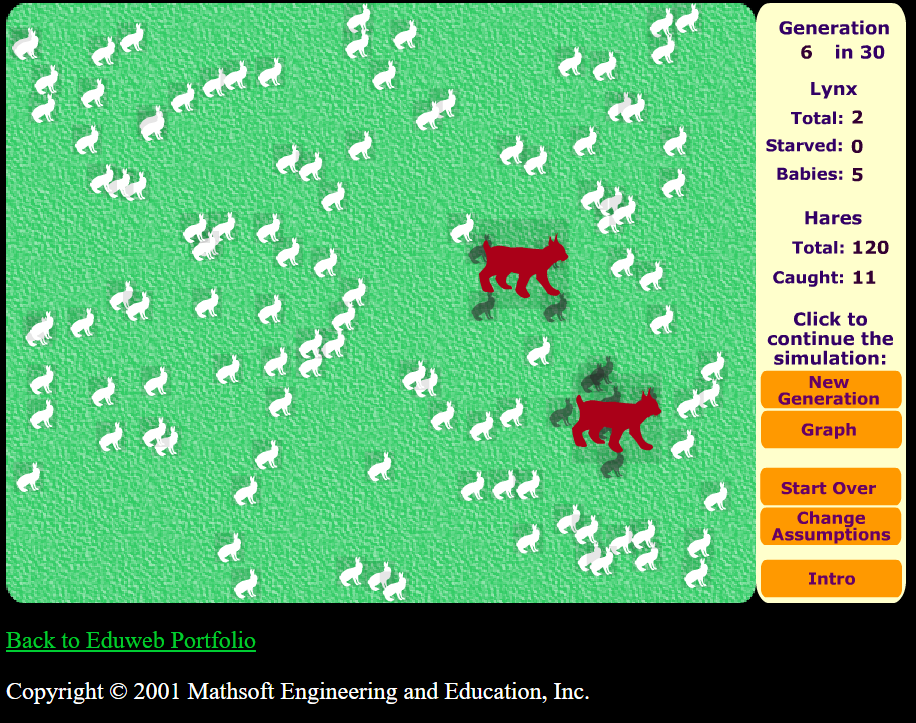 Generation
6 in 30
Lynx
Total: 2
Starved: 0
Babies: 5
Hares
Total: 120
Caught: 11
Click to
continue the
simulation:
New
Generation
Graph
Start Over
Change
Assumptions
Intro
Back to Eduweb Portfolio
Copyright © 2001 Mathsoft Engineering and Education, Inc.